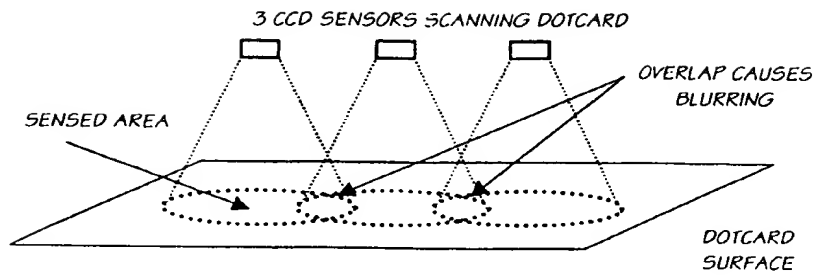 3 CCD SENSORS SCANNING DOTCARD
OVERLAP CAUSES
BLURRING
SENSED AREA
DOTCARD
SURFACE